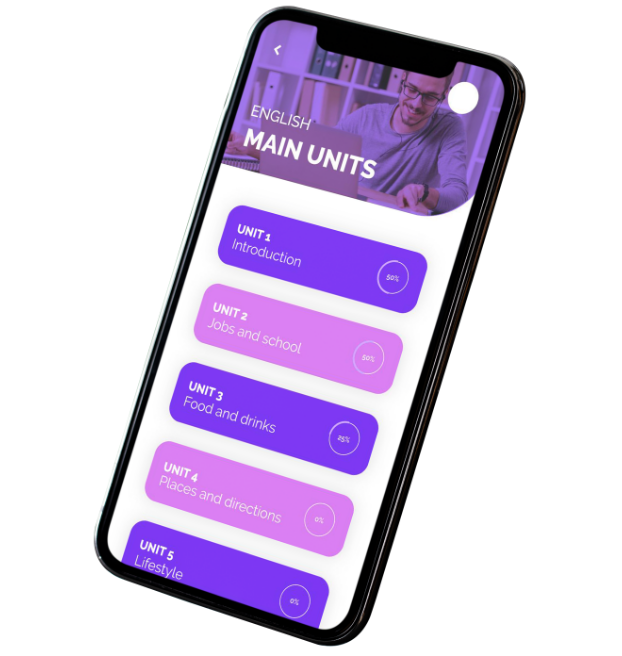 ENGLISH
MAIN UNITS
UNIT 1
Introduction
50%
UNIT 2
Jobs and school
50%
UNIT 3
Food and drinks
25%
UNIT 4
Places and directions
0%
UNIT 5
Lifestyle
0%